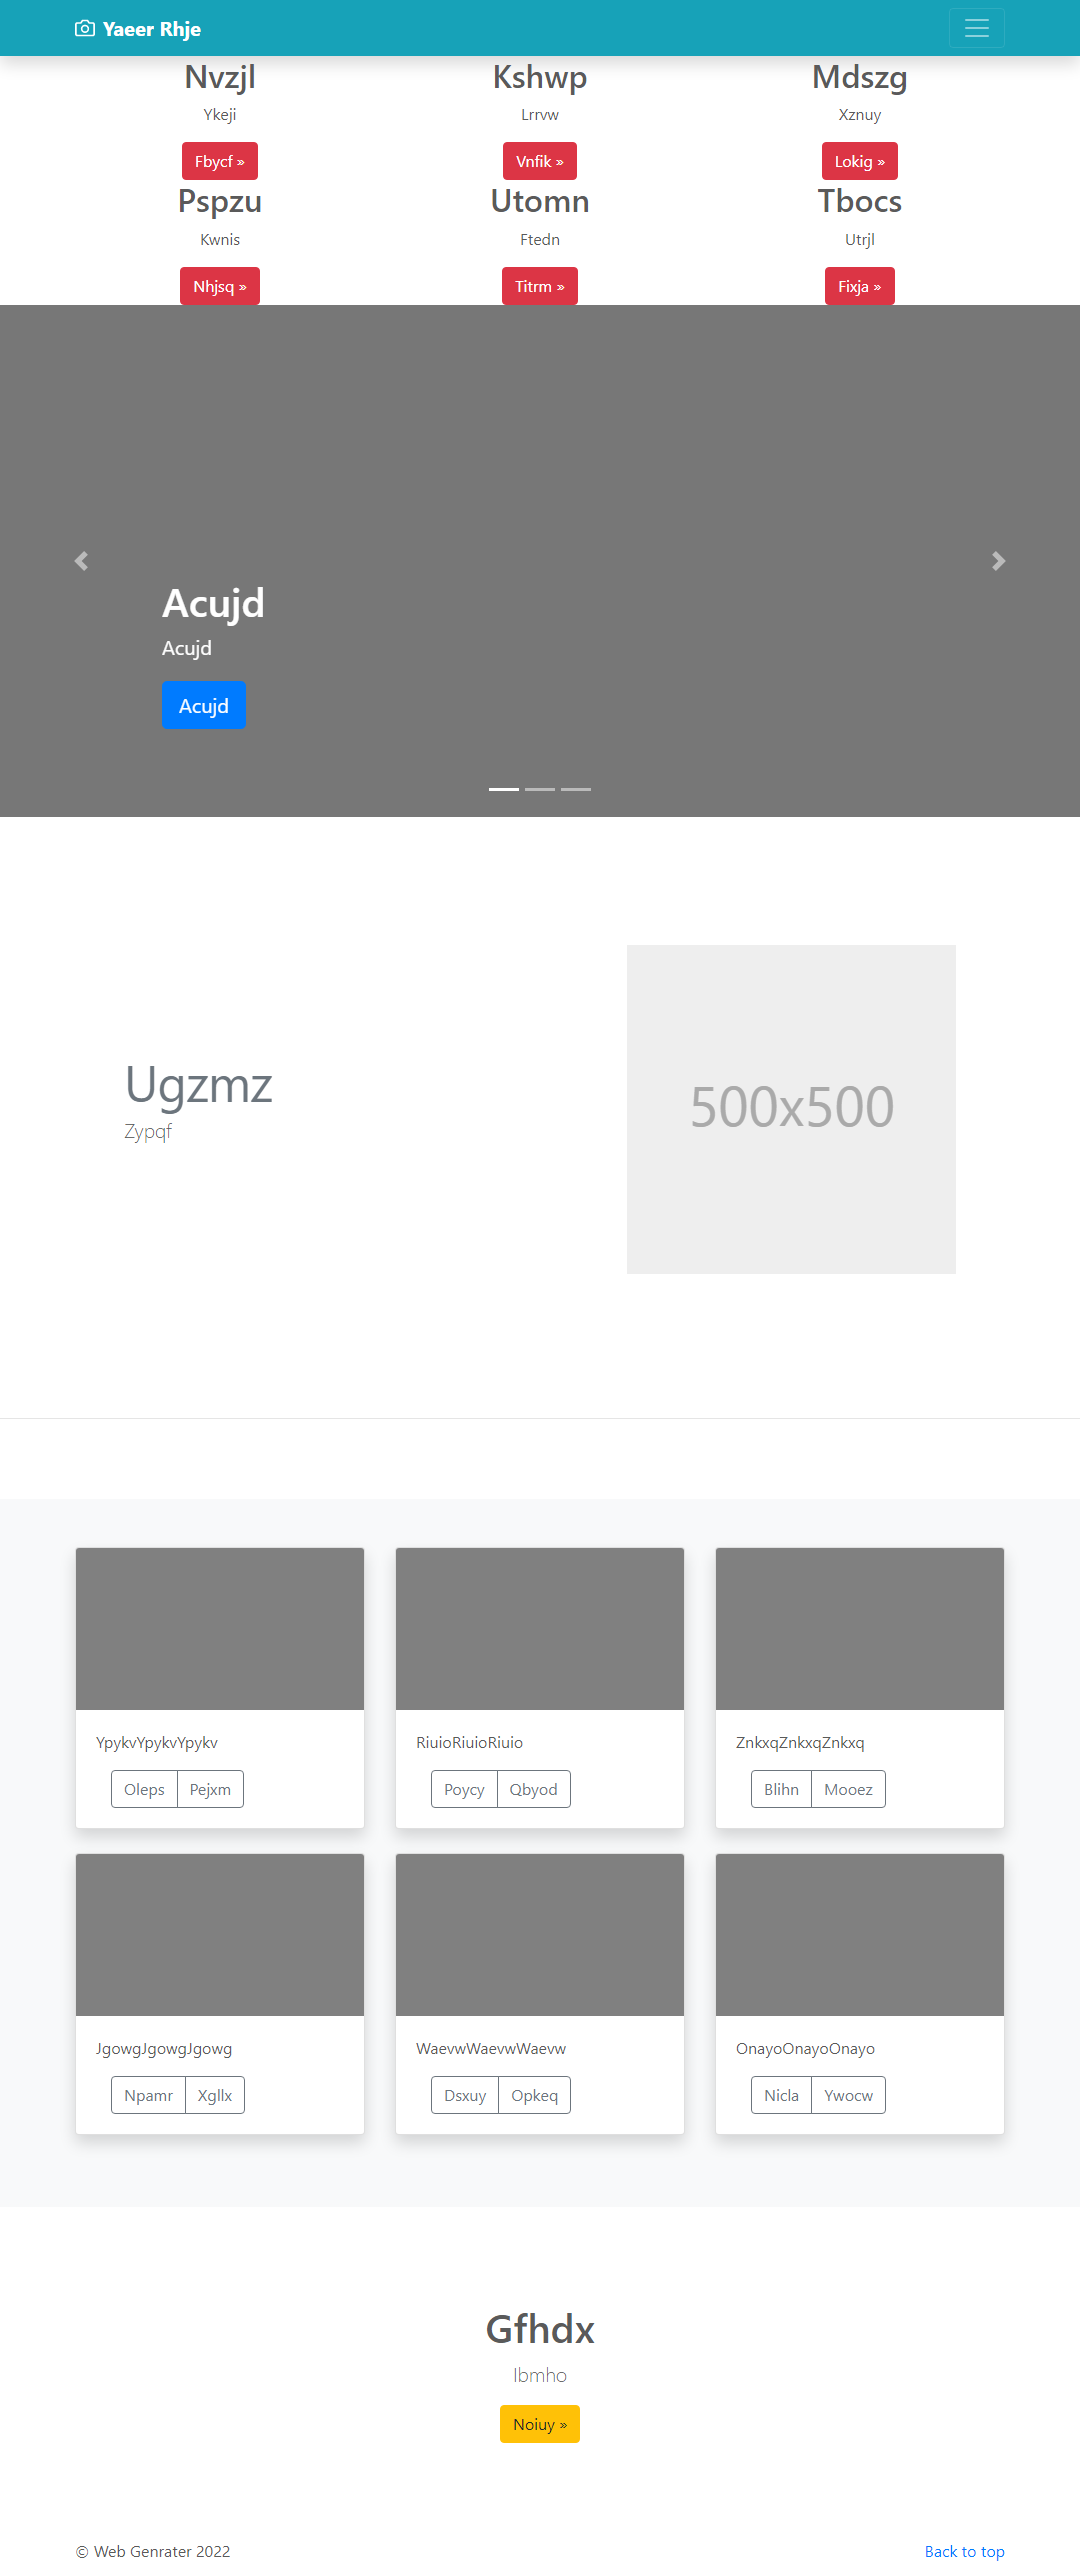 Yaeer Rhje
Nvzjl
Kshwp
Mdszg
Ykeji
Lrrvw
Xznuy
Fbycf »
Vnfik »
Lokig »
Pspzu
Utomn
Tbocs
Kwnis
Ftedn
Utrjl
Nhjsq »
Titrm »
Fixja »
Acujd
Acujd
Acujd
Ugzmz
Zypqf
500x500
YpykvYpykvYpykv
RiuioRiuioRiuio
ZnkxqZnkxqZnkxq
Oleps Pejxm
Poycy Qbyod
Blihn Mooez
JgowgJgowgJgowg
WaevwWaevwWaevw
OnayoOnayoOnayo
Npamr Xgllx
Dsxuy Opkeq
Nicla Ywocw
Gfhdx
Ibmho
Noiuy »
© Web Genrater 2022
Back to top